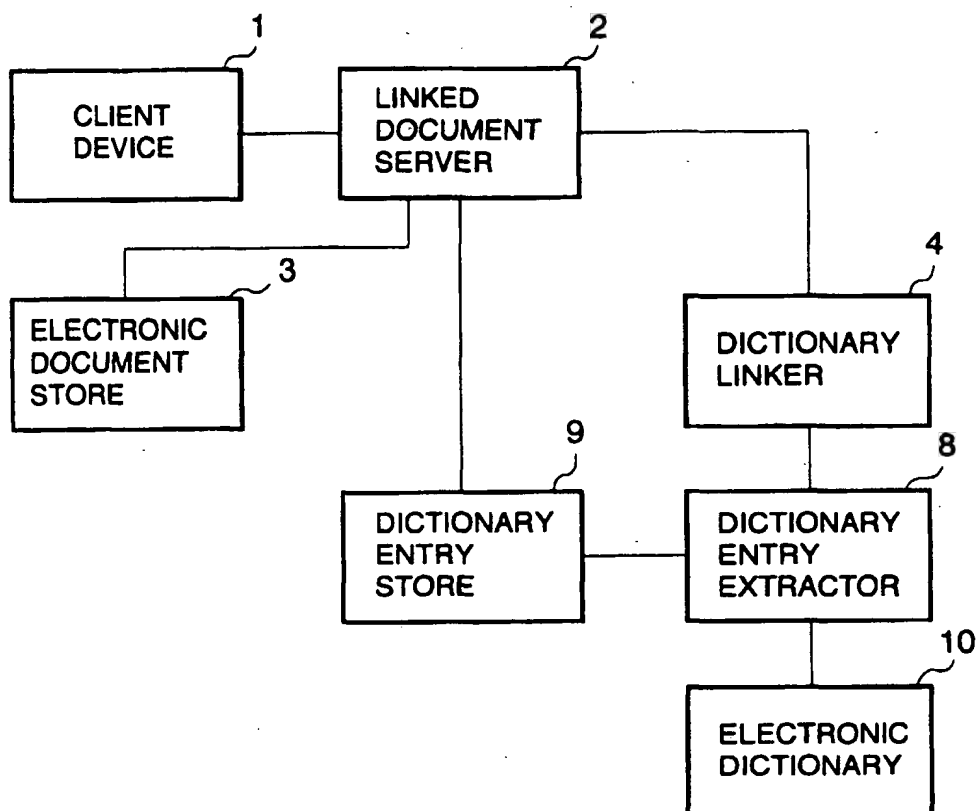 1
CLIENT
DEVICE
2
LINKED
DOCUMENT
SERVER
3
ELECTRONIC
DOCUMENT
STORE
4
DICTIONARY
LINKER
9
DICTIONARY
ENTRY
STORE
8
DICTIONARY
ENTRY
EXTRACTOR
10
ELECTRONIC
DICTIONARY